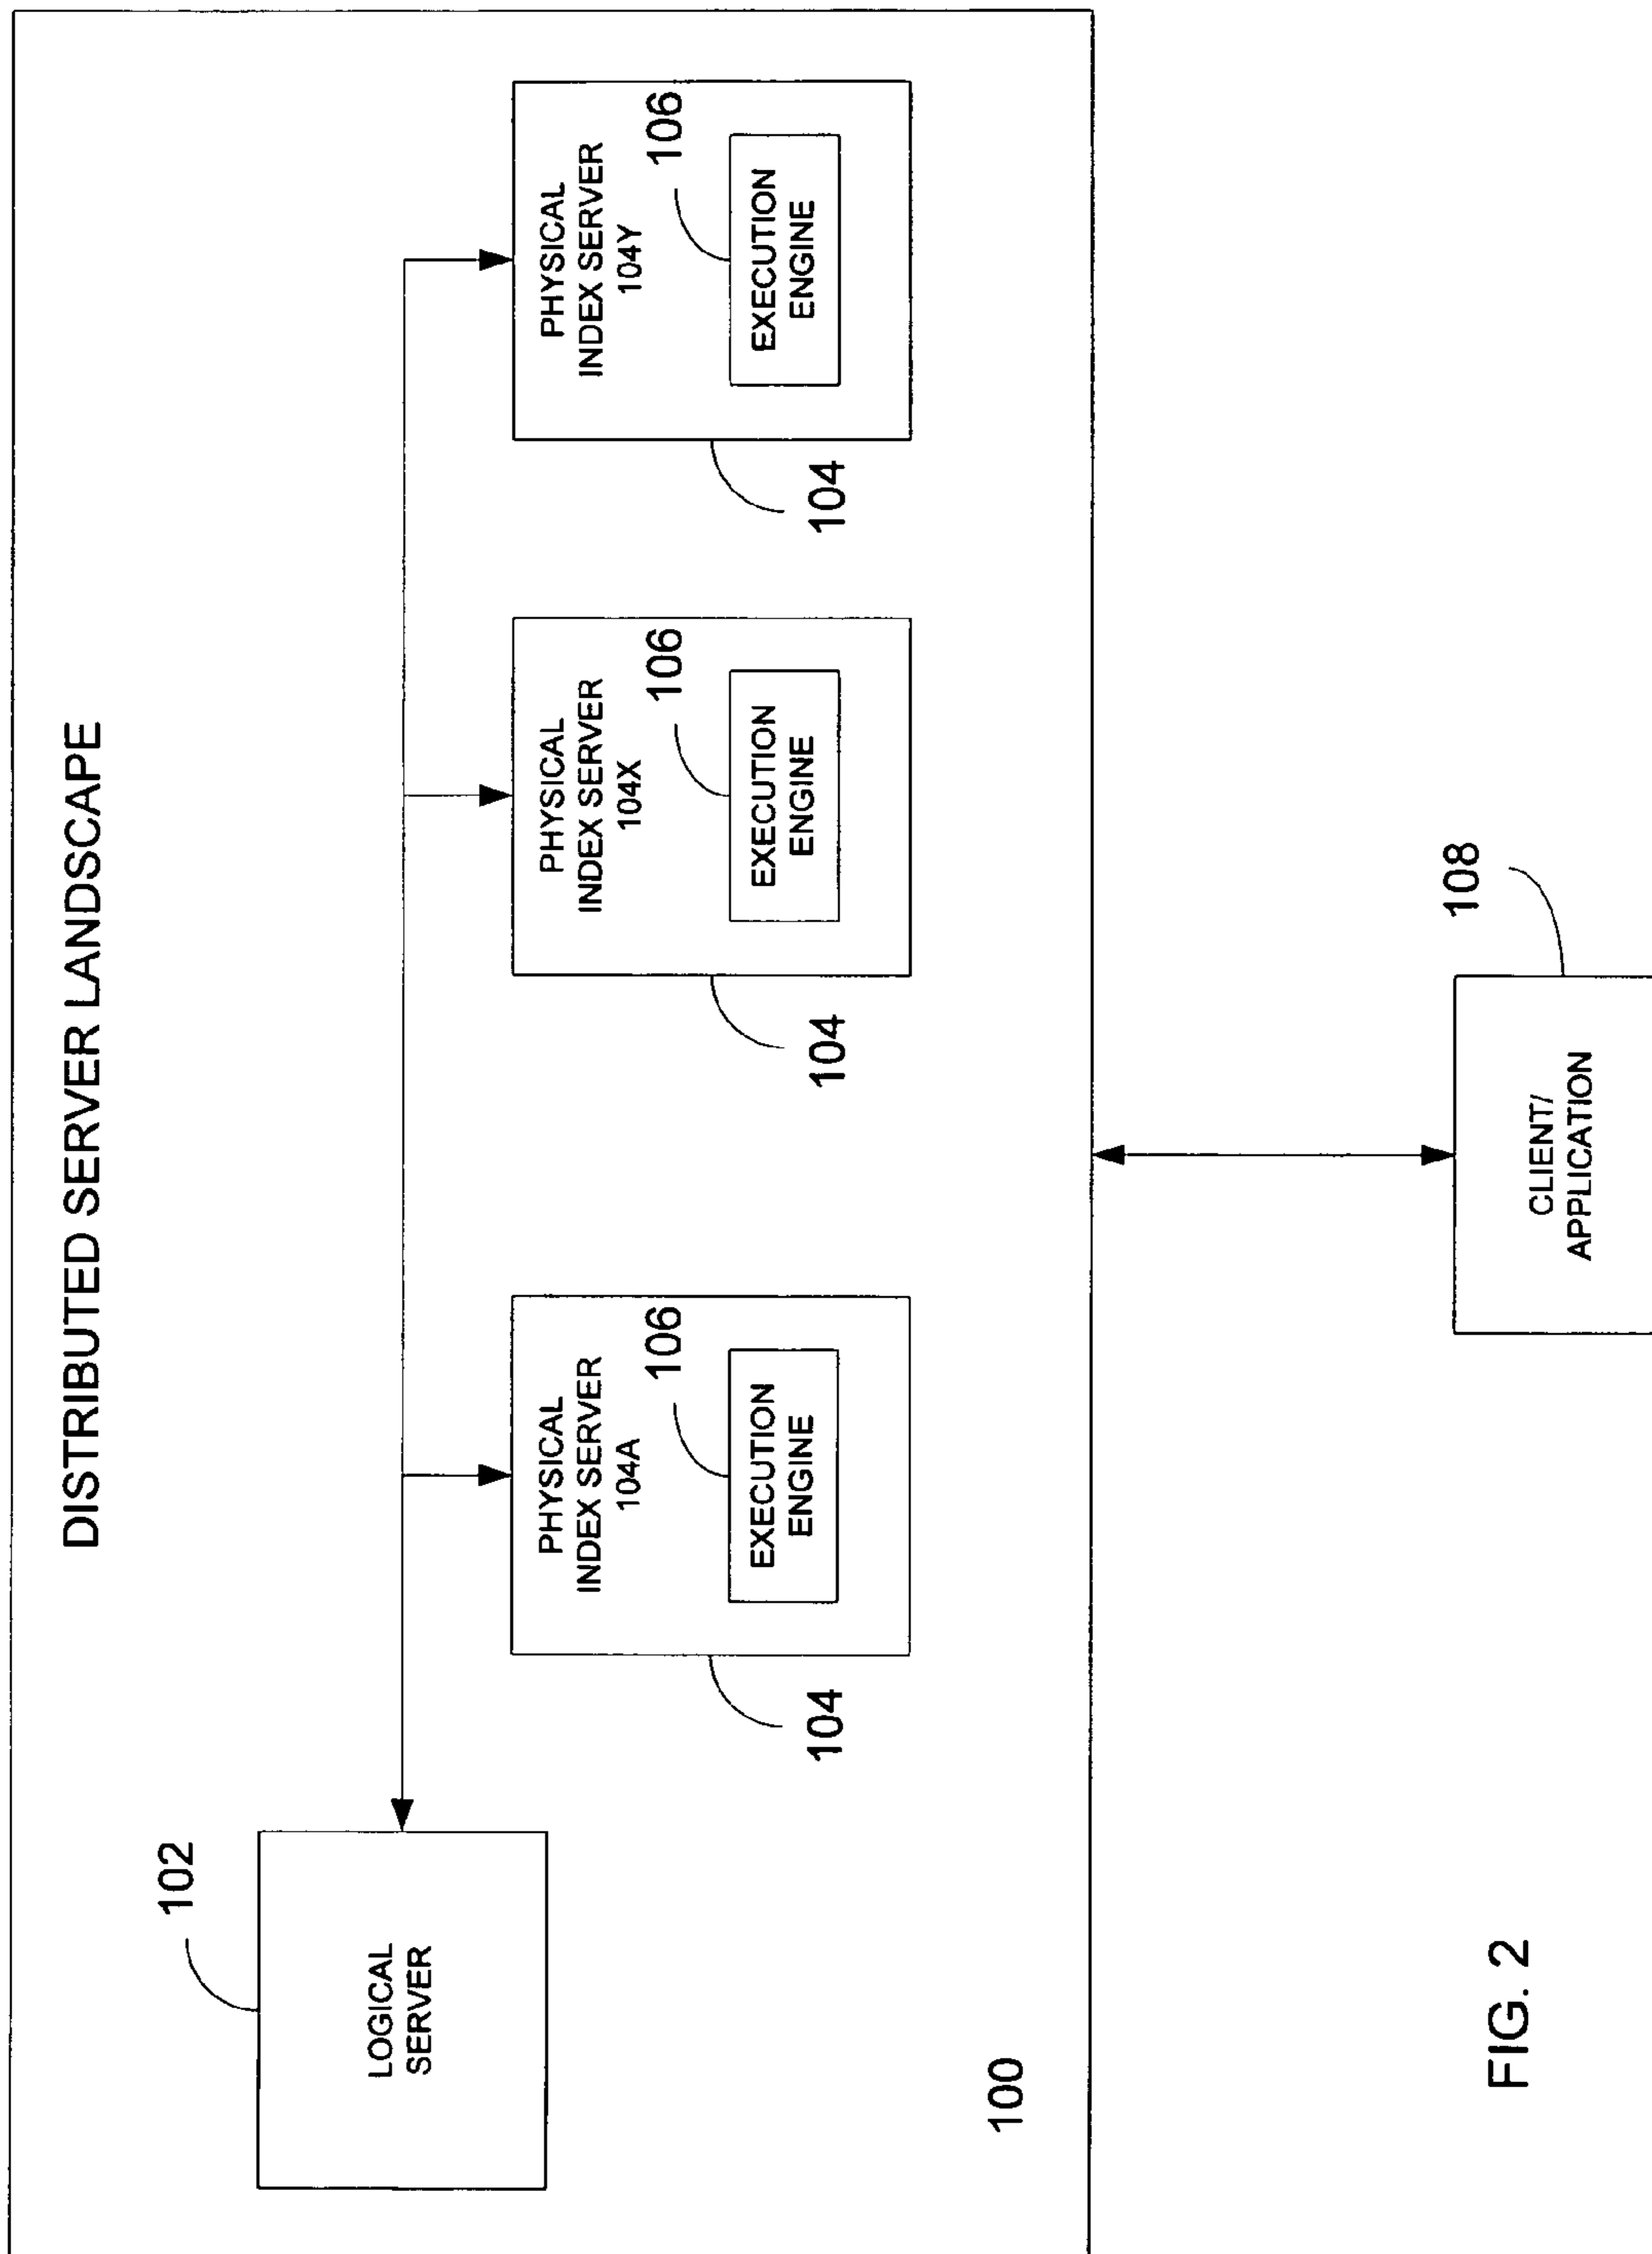 DISTRIBUTED SERVER LANDSCAPE
102
LOGICAL
SERVER
PHYSICAL
INDEX SERVER
104A
106
EXECUTION
ENGINE
104
PHYSICAL
INDEX SERVER
104X
106
EXECUTION
ENGINE
104
PHYSICAL
INDEX SERVER
104Y
106
EXECUTION
ENGINE
104
100
108
CLIENT/
APPLICATION
FIG. 2